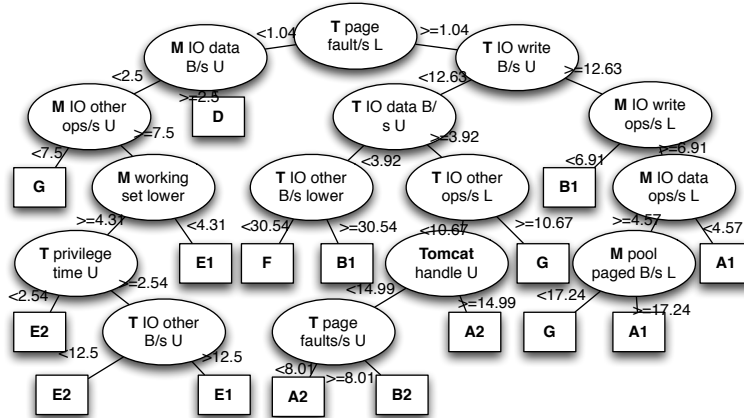 T page
fault/s L
M IO data
B/s U
<1.04
>=1.04
T IO write
B/s U
<2.5
>=2.5
<12.63
>=12.63
M IO other
ops/s U
D
T IO data B/
s U
M IO write
ops/s L
<7.5
>=7.5
<3.92
>=3.92
<6.91
>=6.91
G
M working
set lower
T IO other
B/s lower
T IO other
ops/s L
B1
M IO data
ops/s L
>=4.31
<4.31
<30.54
>=30.54
<10.67
>=10.67
>=4.57
<4.57
T privilege
time U
E1
F
B1
Tomcat
handle U
G
M pool
paged B/s L
A1
<2.54
>=2.54
<14.99
>=14.99
<17.24
>=17.24
E2
T IO other
B/s U
T page
faults/s U
A2
G
A1
<12.5
>12.5
<8.01
>=8.01
E2
E1
A2
B2